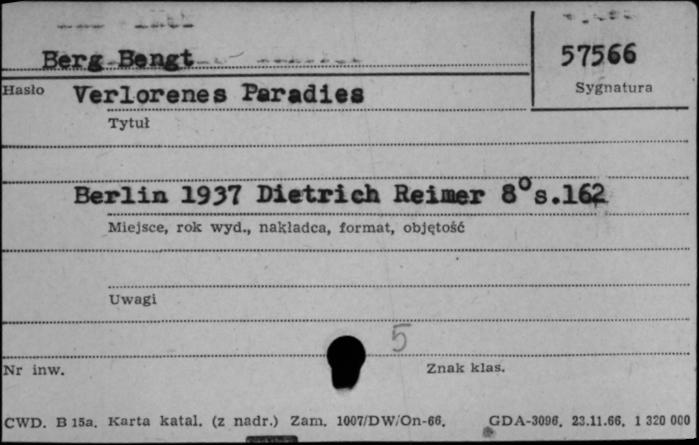 Berg Bengt
57566
Hasło Verlorenes Paradies
Sygnatura
Tytuł
Berlin 1937 Dietrich Reimer 8° s.162
Miejsce, rok wyd., nakładca, format, objętość
Uwagi
5
Nr inw. Znak klas.
CWD. B 15a. Karta katal. (z nadr.) Zam. 1007/DW/On-66. GDA-3096. 23.11.66. 1 320 000